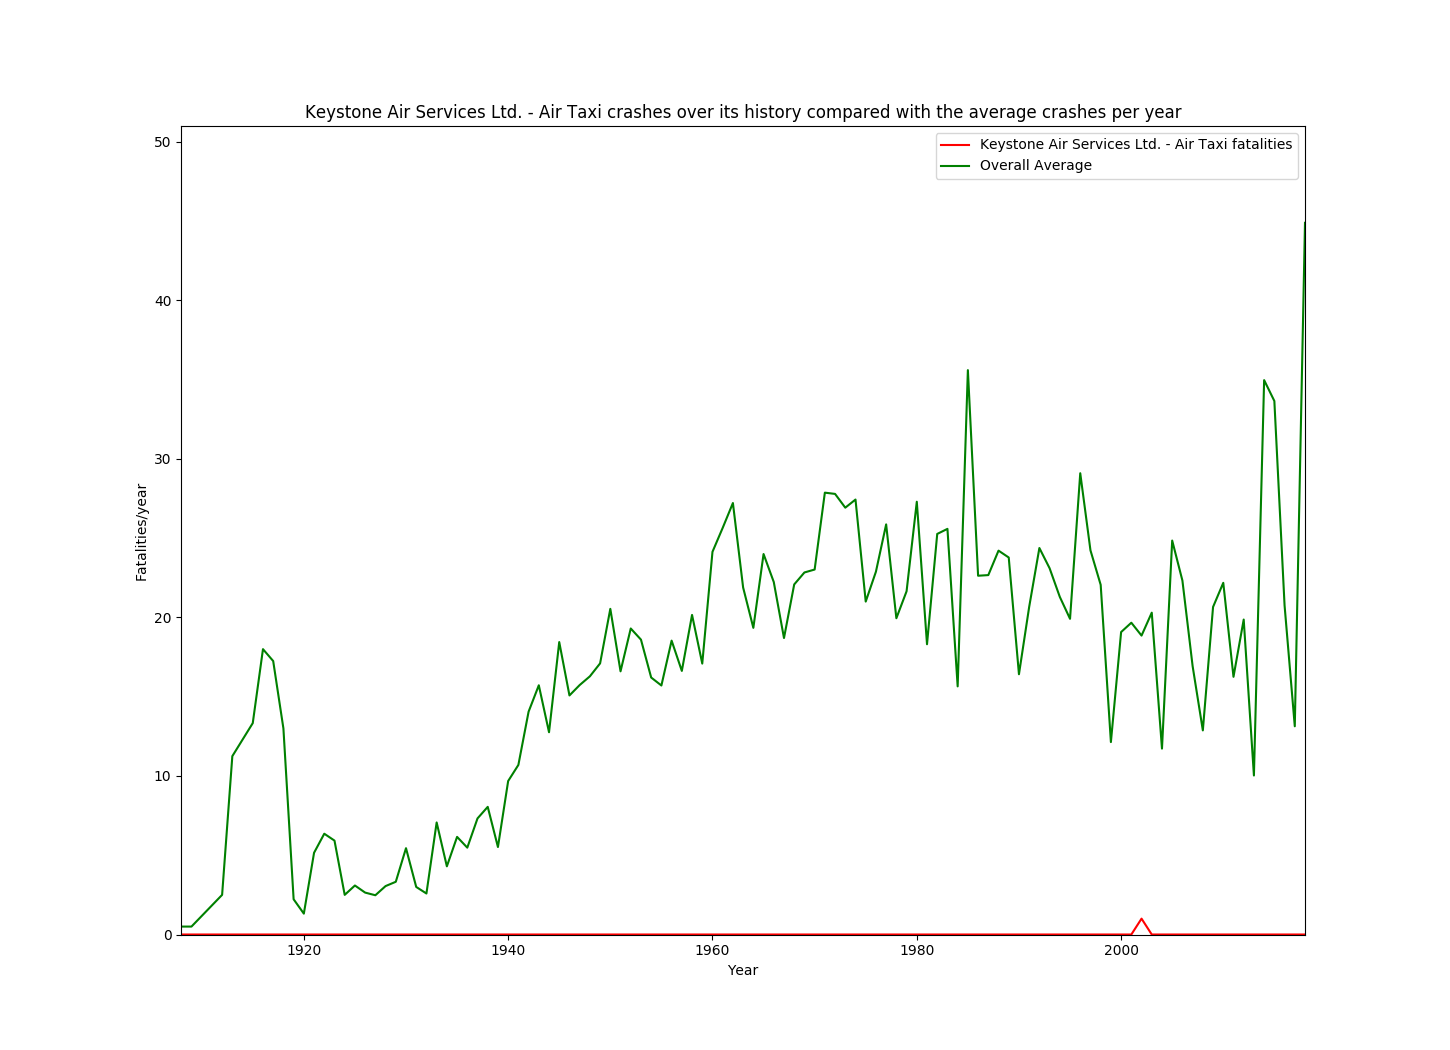 Keystone Air Services Ltd. - Air Taxi crashes over its history compared with the average crashes per year
Keystone Air Services Ltd. - Air Taxi fatalities
Overall Average
Fatalities/year
50
40
30
20
10
0
1920
1940
1960
1980
2000
Year